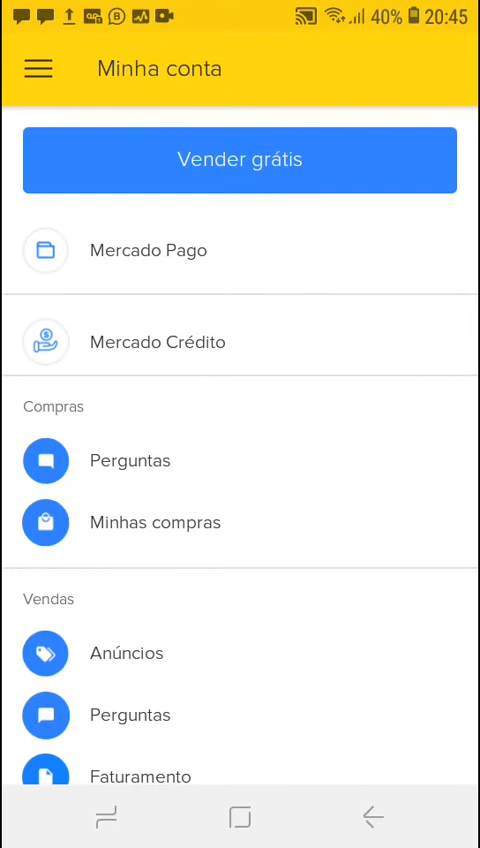 40% 20:45
Minha conta
Vender grátis
Mercado Pago
Mercado Crédito
Compras
Perguntas
Minhas compras
Vendas
Anúncios
Perguntas
Faturamento